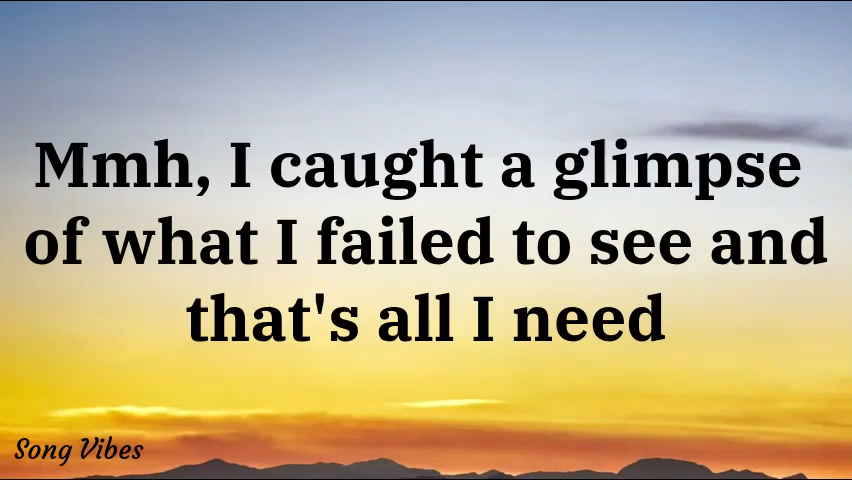 Mmh, I caught a glimpse
of what I failed to see and
that's all I need
Song Vibes